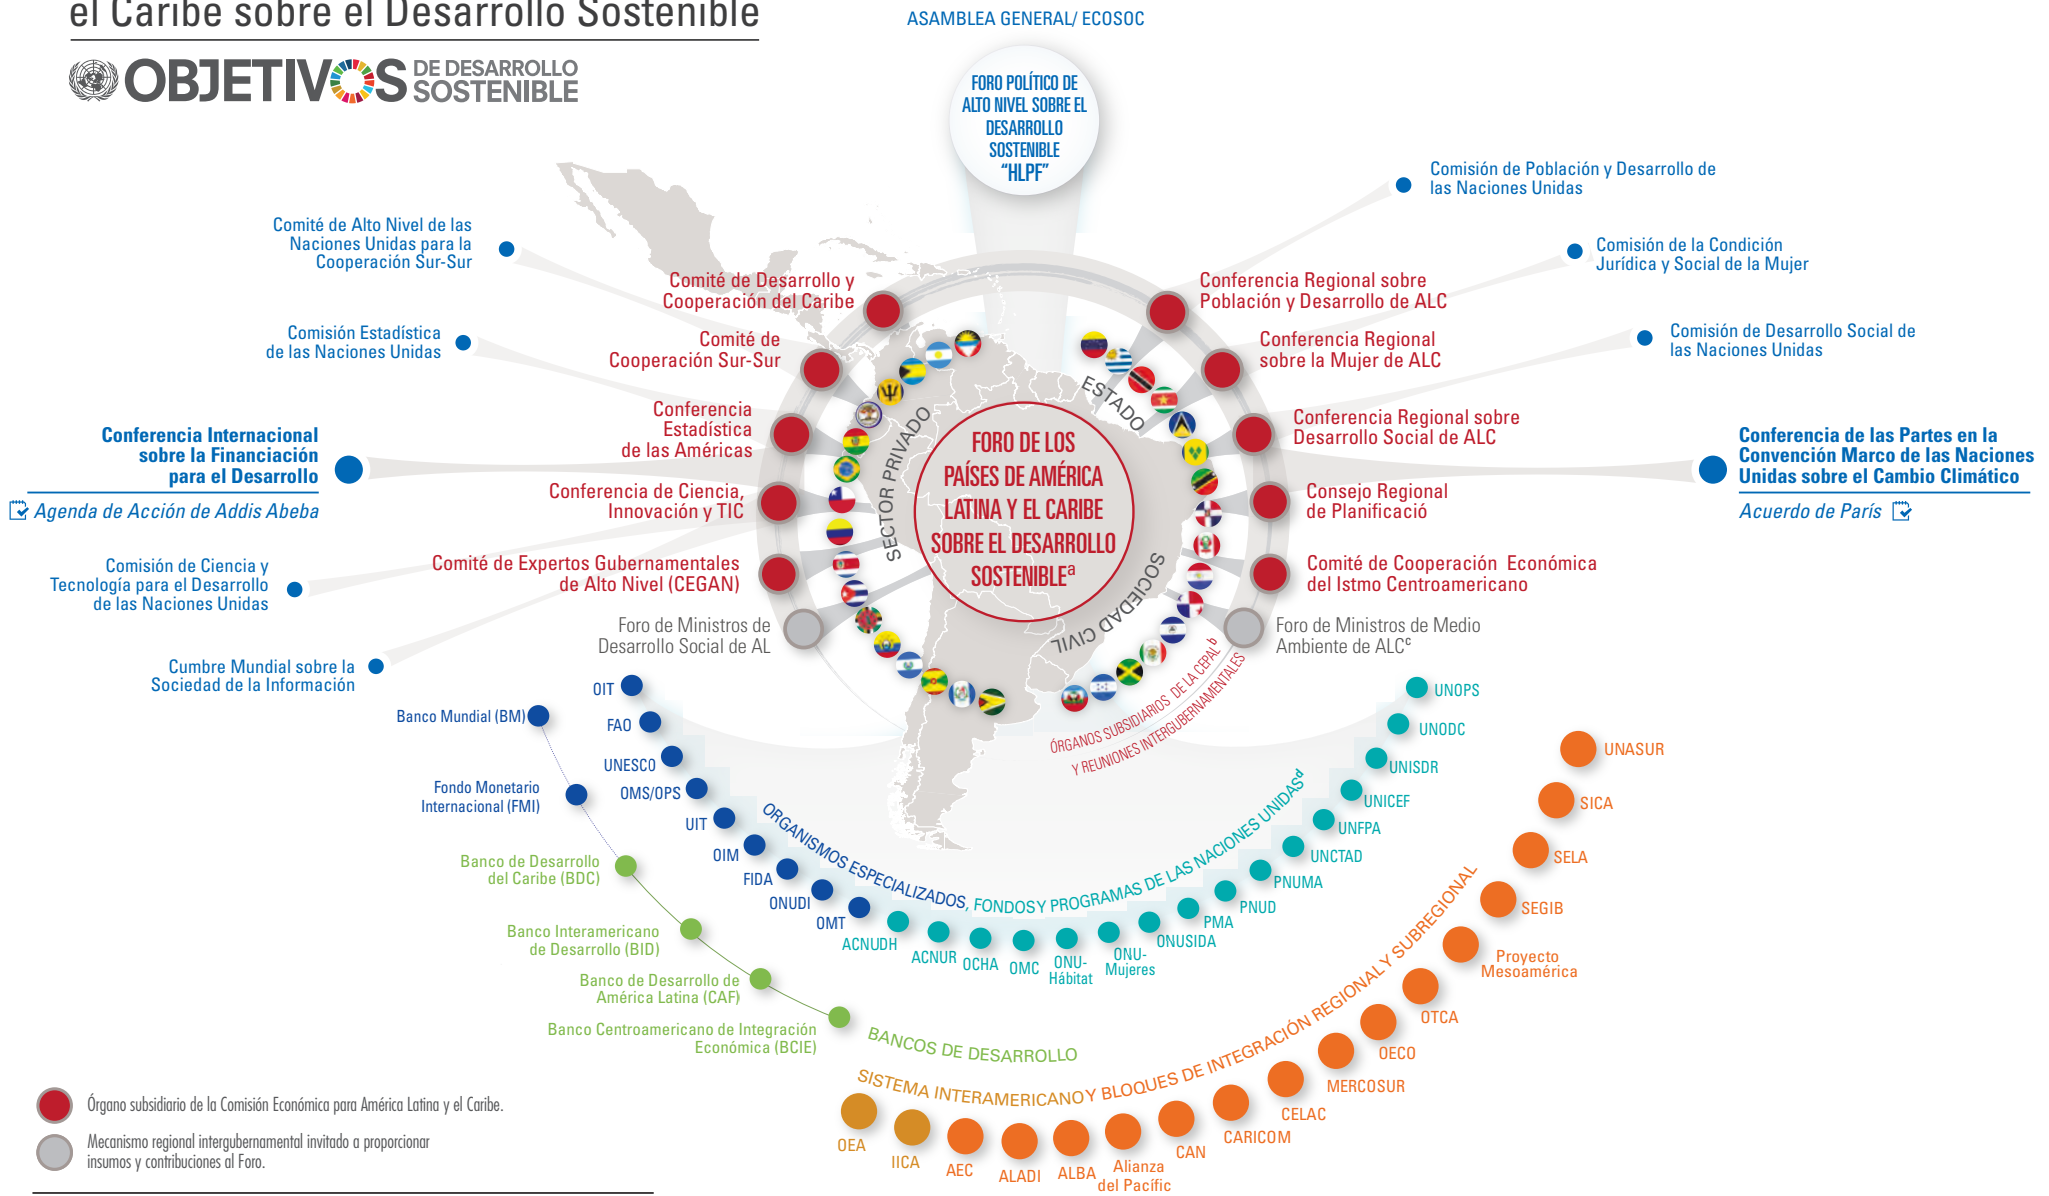 el Caribe sobre el Desarrollo Sostenible
OBJETIVOS DE DESARROLLO
SOSTENIBLE
ASAMBLEA GENERAL/ ECOSOC
FORO POLÍTICO DE
ALTO NIVEL SOBRE EL
DESARROLLO
SOSTENIBLE
“HLPF”
Comité de Alto Nivel de las
Naciones Unidas para la
Cooperación Sur-Sur
Comisión Estadística
de las Naciones Unidas
Conferencia Internacional
sobre la Financiación
para el Desarrollo
Agenda de Acción de Addis Abeba
Comisión de Ciencia y
Tecnología para el Desarrollo
de las Naciones Unidas
Cumbre Mundial sobre la
Sociedad de la Información
Comité de Desarrollo y
Cooperación del Caribe
Comité de
Cooperación Sur-Sur
Conferencia
Estadística
de las Américas
Conferencia de Ciencia,
Innovación y TIC
Comité de Expertos Gubernamentales
de Alto Nivel (CEGAN)
Foro de Ministros de
Desarrollo Social de AL
SECTOR PRIVADO
ESTADO
SOCIEDAD CIVIL
FORO DE LOS
PAÍSES DE AMÉRICA
LATINA Y EL CARIBE
SOBRE EL DESARROLLO
SOSTENIBLEa
Conferencia Regional sobre
Población y Desarrollo de ALC
Conferencia Regional
sobre la Mujer de ALC
Conferencia Regional sobre
Desarrollo Social de ALC
Consejo Regional
de Planificació
Comité de Cooperación Económica
del Istmo Centroamericano
Foro de Ministros de Medio
Ambiente de ALCc
Comisión de Población y Desarrollo de
las Naciones Unidas
Comisión de la Condición
Jurídica y Social de la Mujer
Comisión de Desarrollo Social de
las Naciones Unidas
Conferencia de las Partes en la
Convención Marco de las Naciones
Unidas sobre el Cambio Climático
Acuerdo de París
ÓRGANOS SUBSIDIARIOS DE LA CEPALb
Y REUNIONES INTERGUBERNAMENTALES
Banco Mundial (BM)
Fondo Monetario
Internacional (FMI)
Banco de Desarrollo
del Caribe (BDC)
Banco Interamericano
de Desarrollo (BID)
Banco de Desarrollo de
América Latina (CAF)
Banco Centroamericano de Integración
Económica (BCIE)
BANCOS DE DESARROLLO
OIT
FAO
UNESCO
OMS/OPS
UIT
OIM
FIDA
ONUDI
OMT
ACNUDH
ACNUR
OCHA
OMC
ONU-
Hábitat
ONU-
Mujeres
ONUSIDA
PMA
PNUD
PNUMA
UNCTAD
UNFPA
UNICEF
UNISDR
UNODC
UNOPS
ORGANISMOS ESPECIALIZADOS, FONDOS Y PROGRAMAS DE LAS NACIONES UNIDASd
SISTEMA INTERAMERICANO Y BLOQUES DE INTEGRACIÓN REGIONAL Y SUBREGIONAL
OEA
IICA
AEC
ALADI
ALBA
Alianza
del Pacífic
CAN
CARICOM
CELAC
MERCOSUR
OECO
OTCA
Proyecto
Mesoamérica
SEGIB
SELA
SICA
UNASUR
Órgano subsidiario de la Comisión Económica para América Latina y el Caribe.
Mecanismo regional intergubernamental invitado a proporcionar
insumos y contribuciones al Foro.